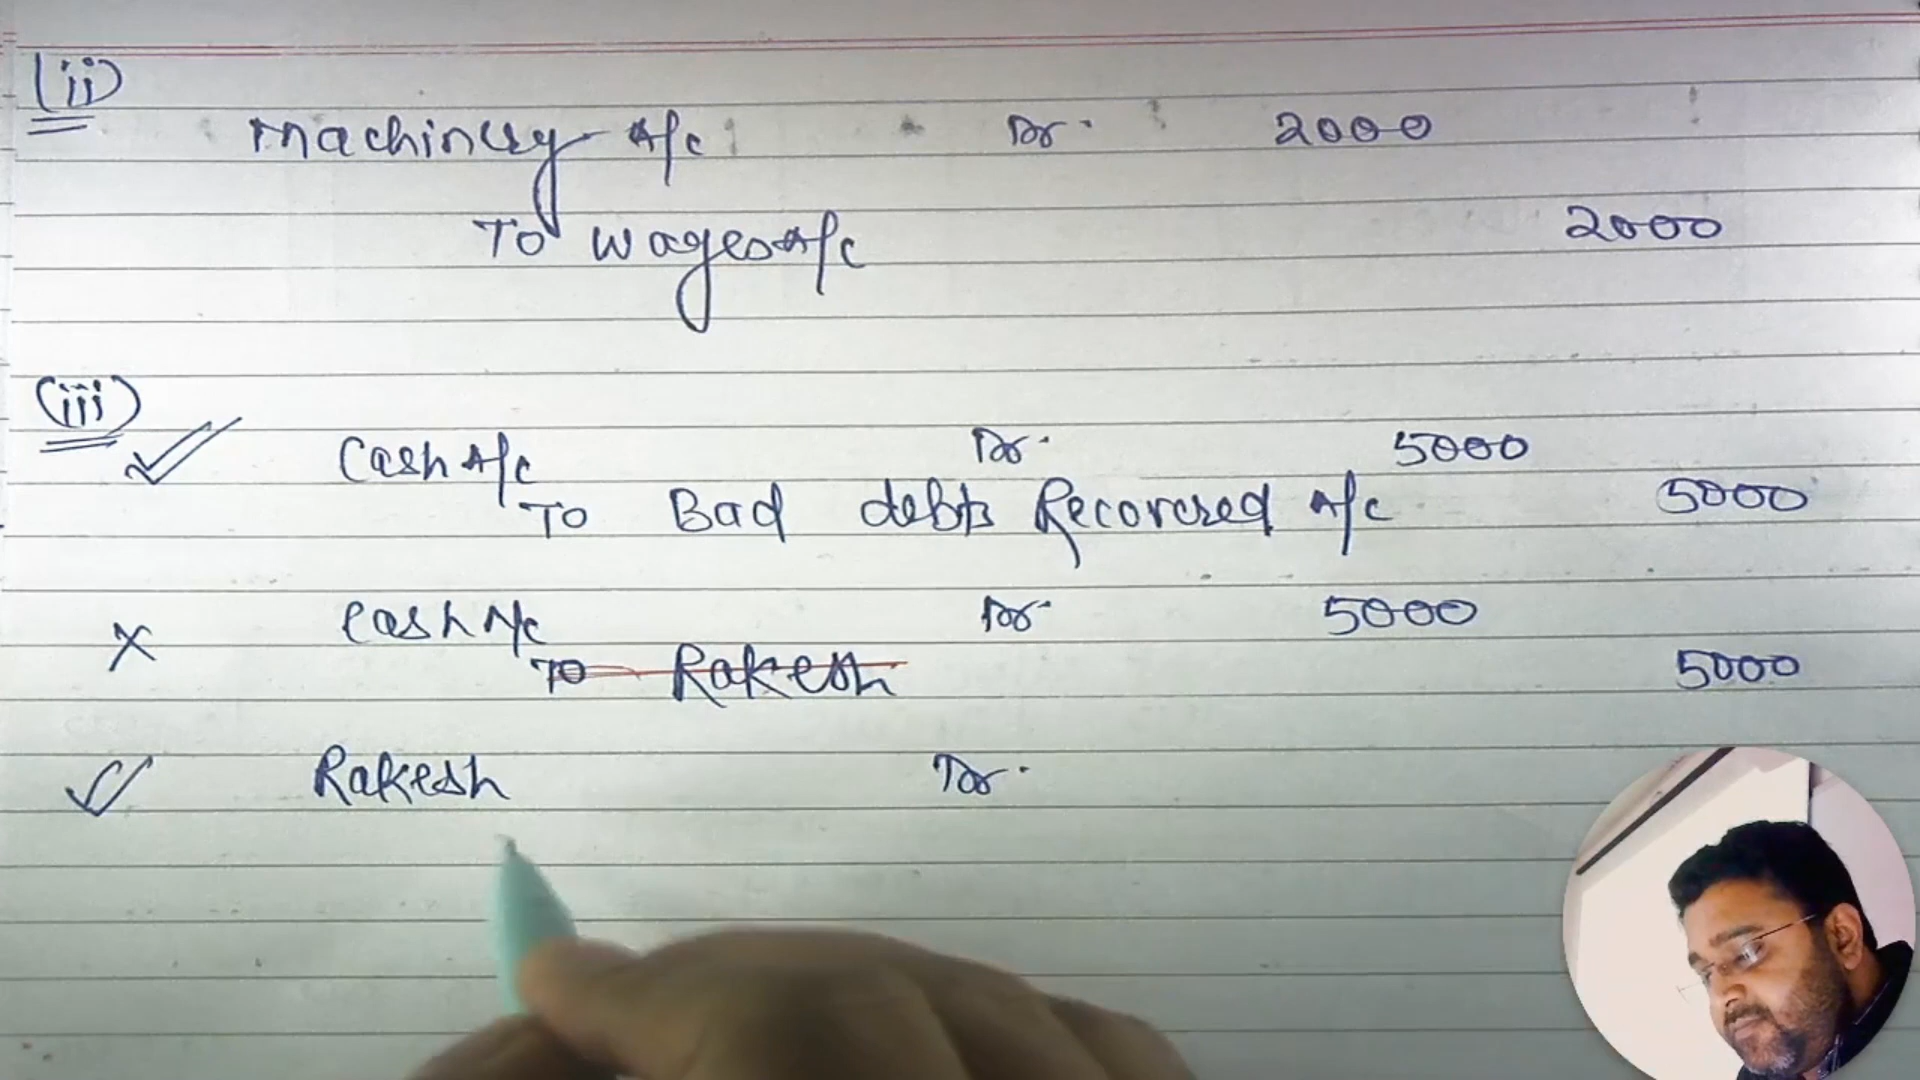 (ii)
Machinery A/c Dr. 2000
To Wages A/c 2000
(iii)
Cash A/c Dr. 5000
To Bad debts Recovered A/c 5000
Cash A/c Dr. 5000
To Rakesh 5000
Rakesh Dr.